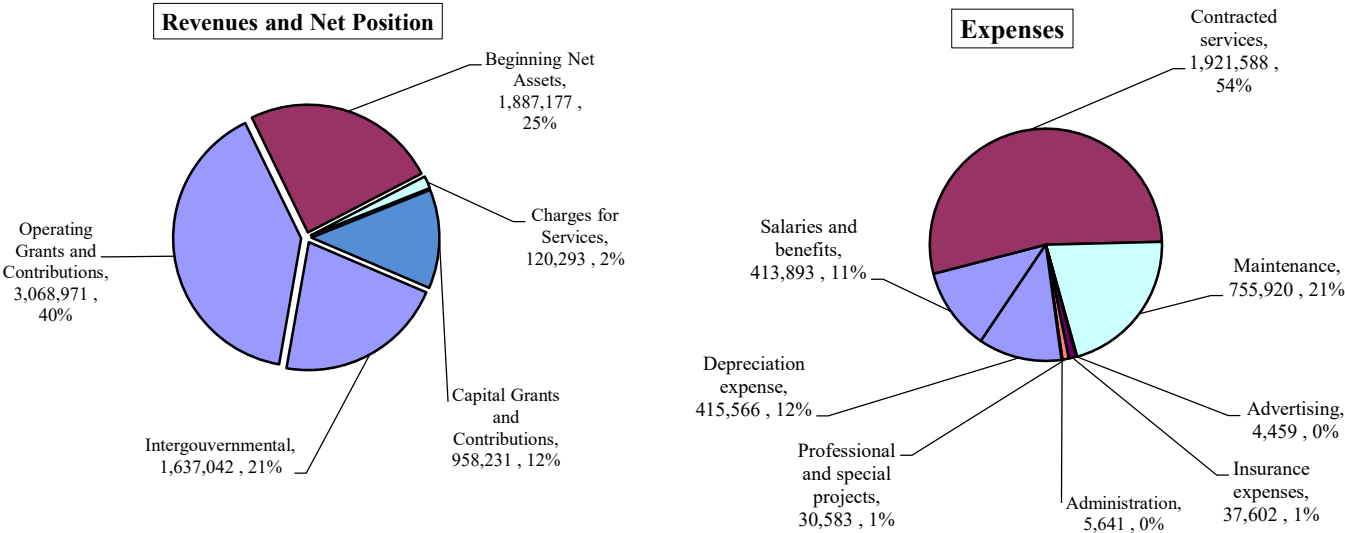 Revenues and Net Position
Beginning Net
Assets,
1,887,177 ,
25%
Charges for
Services,
120,293 , 2%
Operating
Grants and
Contributions,
3,068,971 ,
40%
Capital Grants
and
Contributions,
958,231 , 12%
Intergouvernmental,
1,637,042 , 21%
Expenses
Contracted
services,
1,921,588 ,
54%
Salaries and
benefits,
413,893 , 11%
Maintenance,
755,920 , 21%
Depreciation
expense,
415,566 , 12%
Advertising,
4,459 , 0%
Professional
and special
projects,
30,583 , 1%
Administration,
5,641 , 0%
Insurance
expenses,
37,602 , 1%